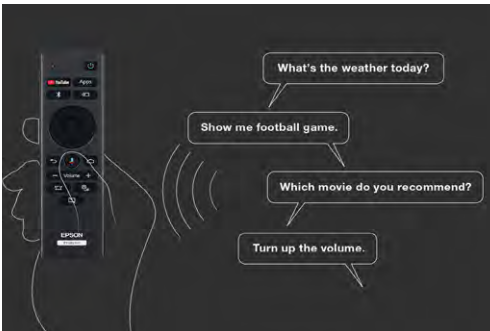 What's the weather today?
YouTube Apps
Show me football game.
Volume
Which movie do you recommend?
Turn up the volume.
EPSON